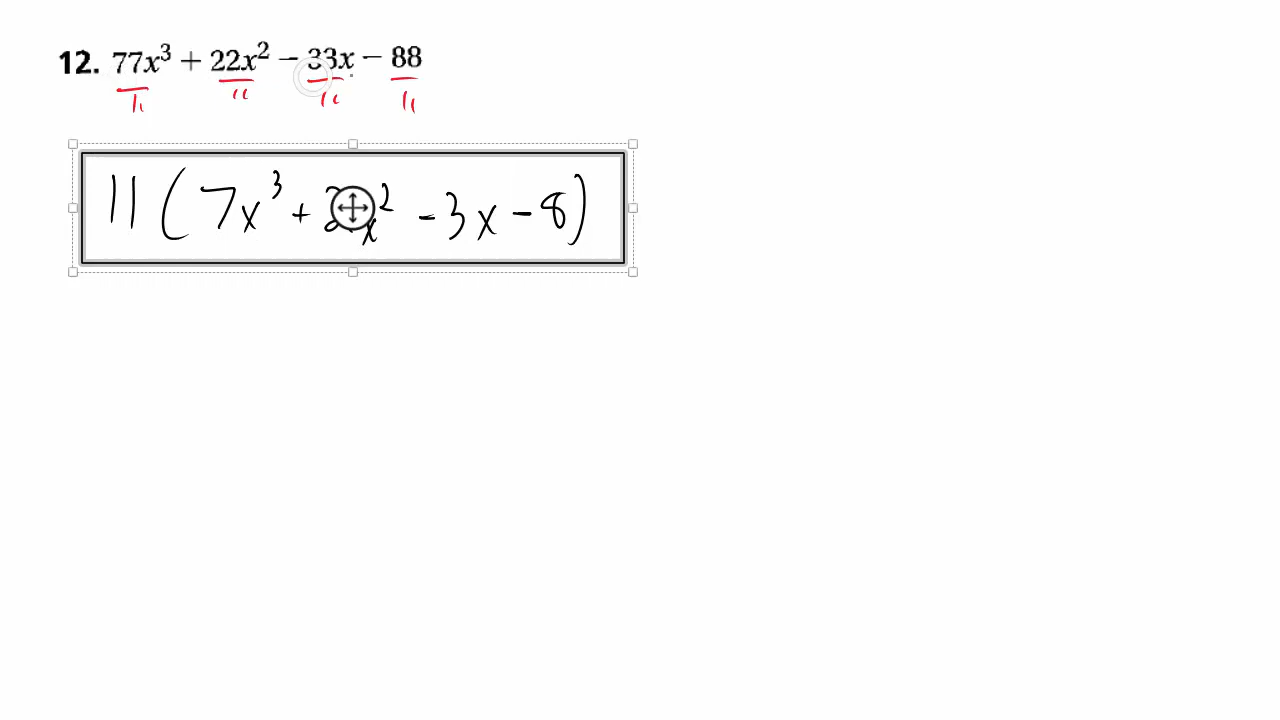 12. 77x³ + 22x² − 33x − 88
11 11 11 11
11 ( 7x³ + 2x² - 3x - 8)